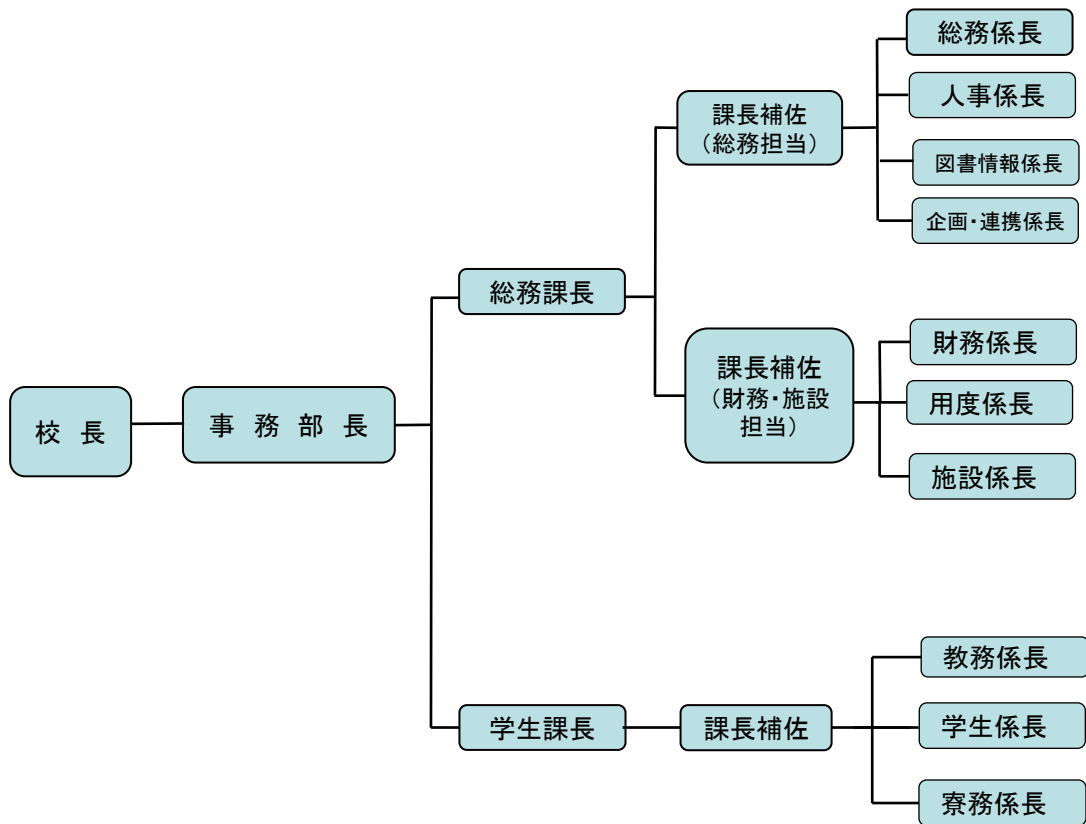 校 長
事 務 部 長
総務課長
課長補佐
（総務担当）
総務係長
人事係長
図書情報係長
企画・連携係長
課長補佐
（財務・施設
担当）
財務係長
用度係長
施設係長
学生課長
課長補佐
教務係長
学生係長
寮務係長